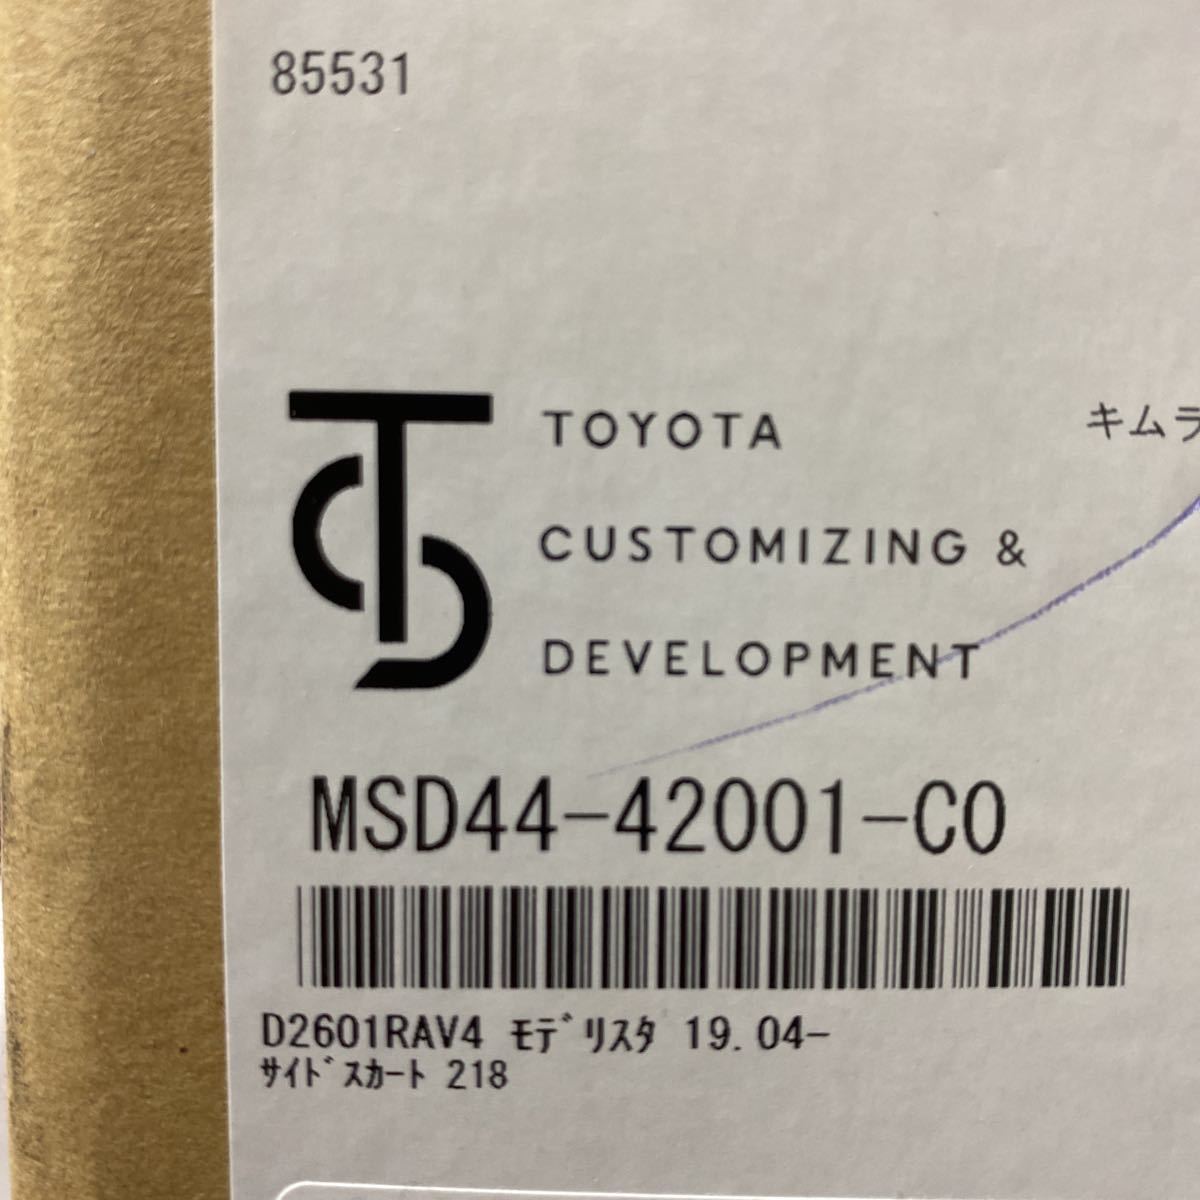 85531
TOYOTA
キムラ
CUSTOMIZING &
DEVELOPMENT
MSD44-42001-C0
D2601RAV4 ﾓﾃﾞﾘｽﾀ 19. 04-
ｻｲﾄﾞｽｶｰﾄ 218